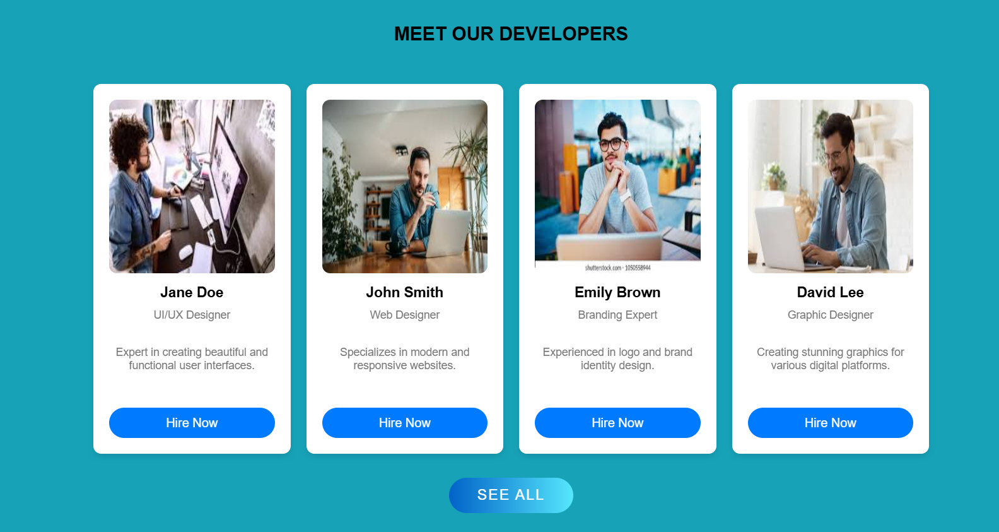 MEET OUR DEVELOPERS
shutterstock.com · 1050558944
Jane Doe
UI/UX Designer
Expert in creating beautiful and
functional user interfaces.
Hire Now
John Smith
Web Designer
Specializes in modern and
responsive websites.
Hire Now
Emily Brown
Branding Expert
Experienced in logo and brand
identity design.
Hire Now
David Lee
Graphic Designer
Creating stunning graphics for
various digital platforms.
Hire Now
SEE ALL